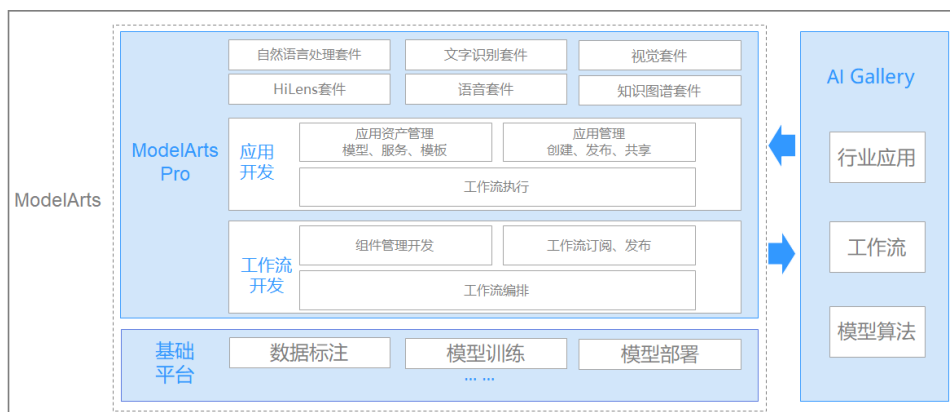 ModelArts
ModelArts
Pro
自然语言处理套件
文字识别套件
视觉套件
HiLens套件
语音套件
知识图谱套件
应用
开发
应用资产管理
模型、服务、模板
应用管理
创建、发布、共享
工作流执行
工作流
开发
组件管理开发
工作流订阅、发布
工作流编排
基础
平台
数据标注
模型训练
模型部署
... ...
AI Gallery
行业应用
工作流
模型算法